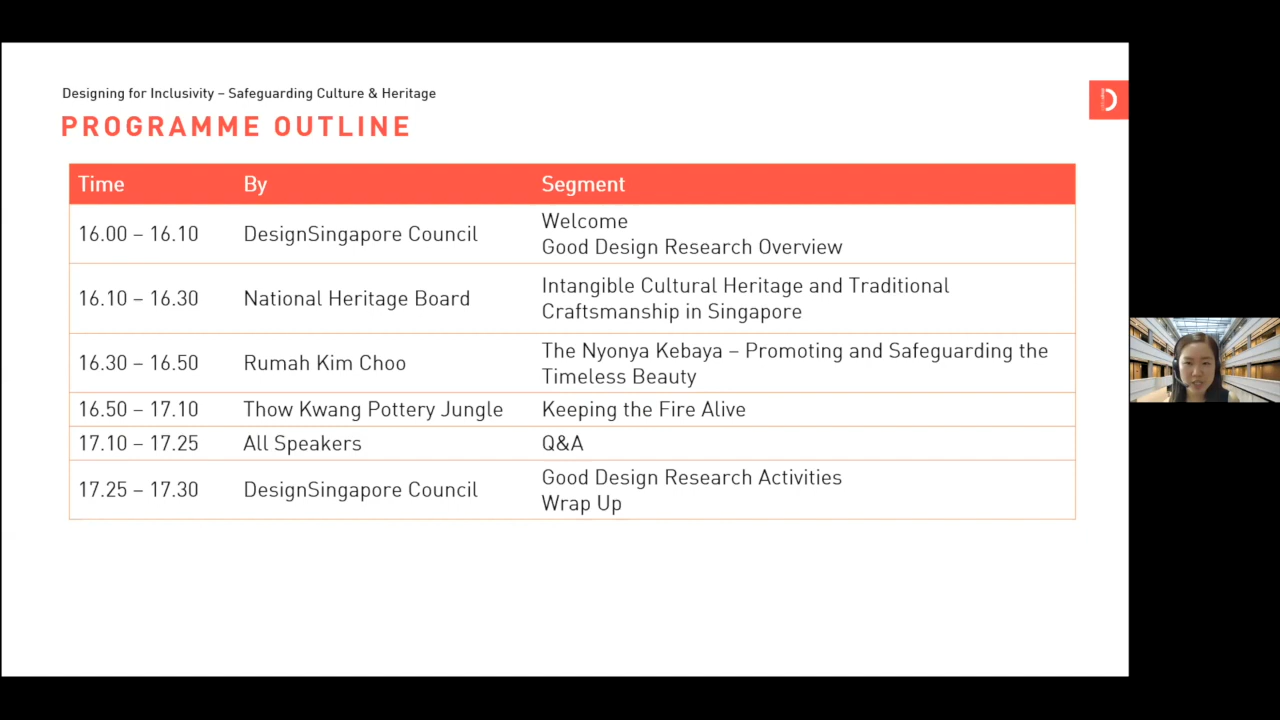 Designing for Inclusivity – Safeguarding Culture & Heritage
PROGRAMME OUTLINE
Time By Segment
16.00 – 16.10 DesignSingapore Council Welcome
Good Design Research Overview
16.10 – 16.30 National Heritage Board Intangible Cultural Heritage and Traditional
Craftsmanship in Singapore
16.30 – 16.50 Rumah Kim Choo The Nyonya Kebaya – Promoting and Safeguarding the
Timeless Beauty
16.50 – 17.10 Thow Kwang Pottery Jungle Keeping the Fire Alive
17.10 – 17.25 All Speakers Q&A
17.25 – 17.30 DesignSingapore Council Good Design Research Activities
Wrap Up